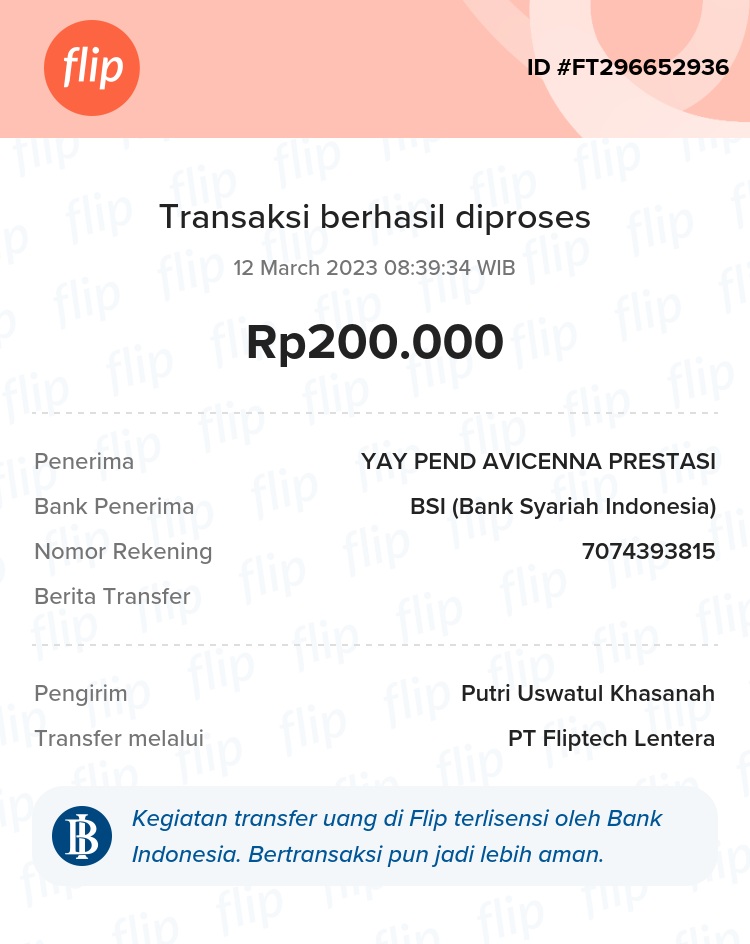 flip
ID #FT296652936
Transaksi berhasil diproses
12 March 2023 08:39:34 WIB
Rp200.000
Penerima YAY PEND AVICENNA PRESTASI
Bank Penerima BSI (Bank Syariah Indonesia)
Nomor Rekening 7074393815
Berita Transfer
Pengirim Putri Uswatul Khasanah
Transfer melalui PT Fliptech Lentera
Kegiatan transfer uang di Flip terlisensi oleh Bank
Indonesia. Bertransaksi pun jadi lebih aman.